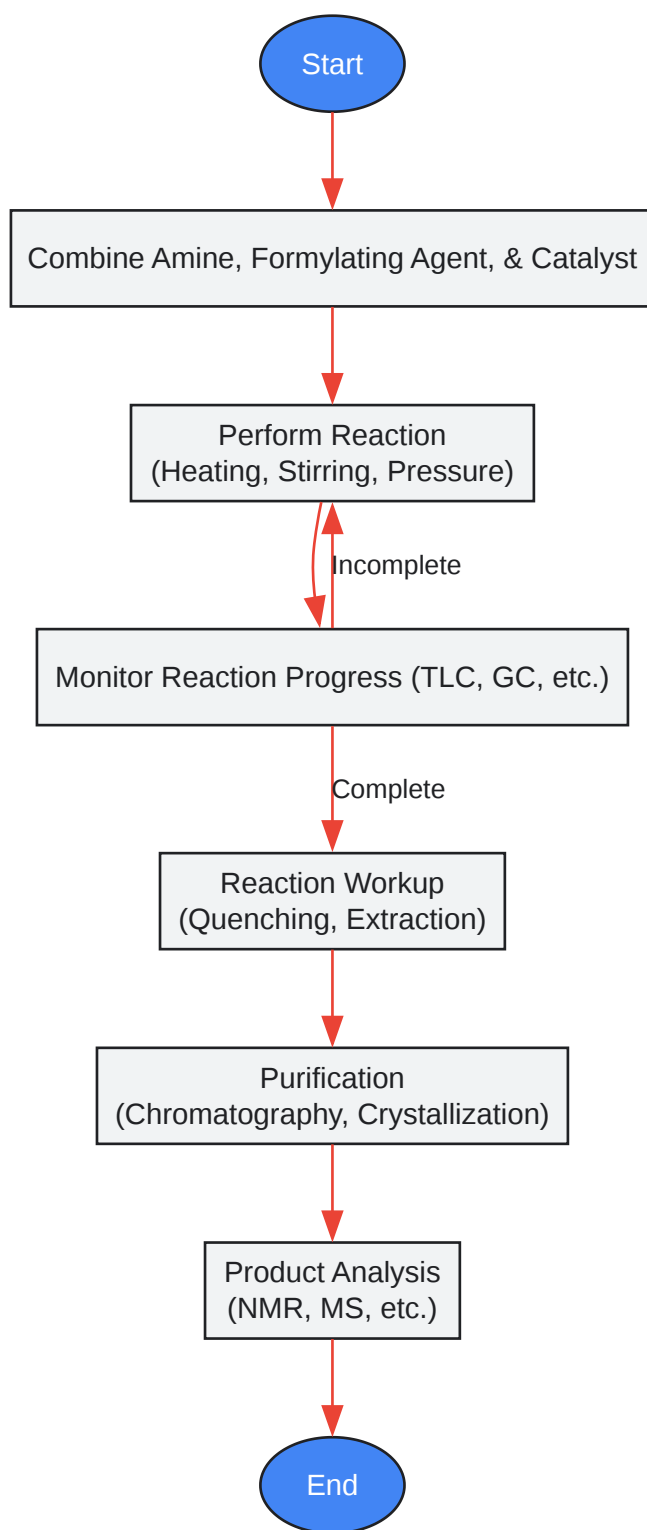 Start
Combine Amine, Formylating Agent, & Catalyst
Perform Reaction
(Heating, Stirring, Pressure)
Incomplete
Monitor Reaction Progress (TLC, GC, etc.)
Complete
Reaction Workup
(Quenching, Extraction)
Purification
(Chromatography, Crystallization)
Product Analysis
(NMR, MS, etc.)
End